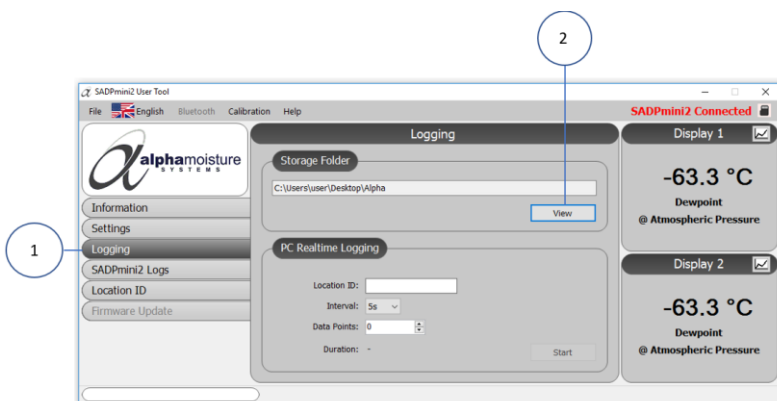 2
SADPmini2 User Tool
File English Bluetooth Calibration Help
SADPmini2 Connected
alphamoisture
SYSTEMS
Information
Settings
1
Logging
SADPmini2 Logs
Location ID
Firmware Update
Logging
Storage Folder
C:\Users\user\Desktop\Alpha
View
PC Realtime Logging
Location ID:
Interval: 5s
Data Points: 0
Duration: -
Start
Display 1
-63.3 °C
Dewpoint
@ Atmospheric Pressure
Display 2
-63.3 °C
Dewpoint
@ Atmospheric Pressure